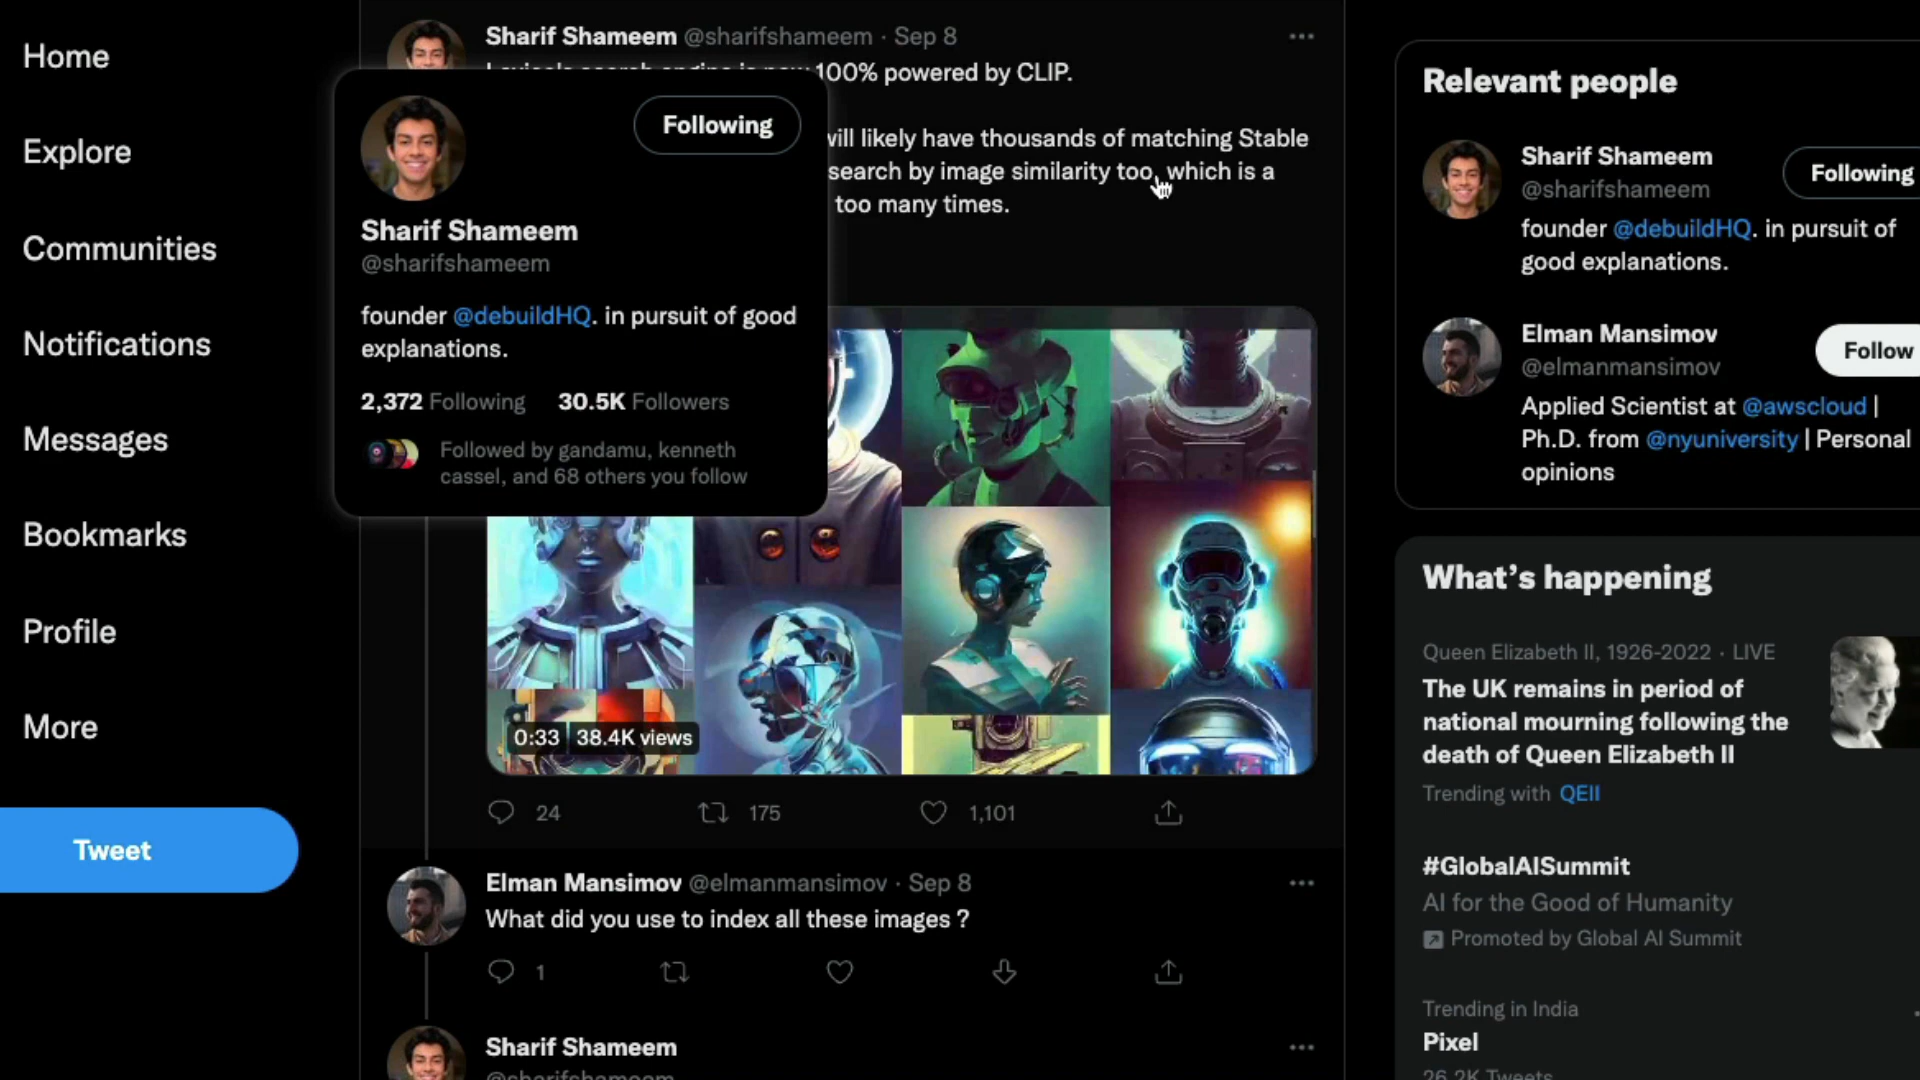 Home
Explore
Communities
Notifications
Messages
Bookmarks
Profile
More
Tweet
Sharif Shameem @sharifshameem · Sep 8
100% powered by CLIP.
will likely have thousands of matching Stable
search by image similarity too, which is a
too many times.
Following
Sharif Shameem
@sharifshameem
founder @debuildHQ. in pursuit of good
explanations.
2,372 Following 30.5K Followers
Followed by gandamu, kenneth
cassel, and 68 others you follow
0:33 38.4K views
24 175 1,101
Elman Mansimov @elmanmansimov · Sep 8
What did you use to index all these images ?
1
Sharif Shameem
@sharifshameem
Relevant people
Sharif Shameem
@sharifshameem
Following
founder @debuildHQ. in pursuit of
good explanations.
Elman Mansimov
@elmanmansimov
Follow
Applied Scientist at @awscloud |
Ph.D. from @nyuniversity | Personal
opinions
What's happening
Queen Elizabeth II, 1926-2022 · LIVE
The UK remains in period of
national mourning following the
death of Queen Elizabeth II
Trending with QEII
#GlobalAISummit
AI for the Good of Humanity
Promoted by Global AI Summit
Trending in India
Pixel
26.2K Tweets